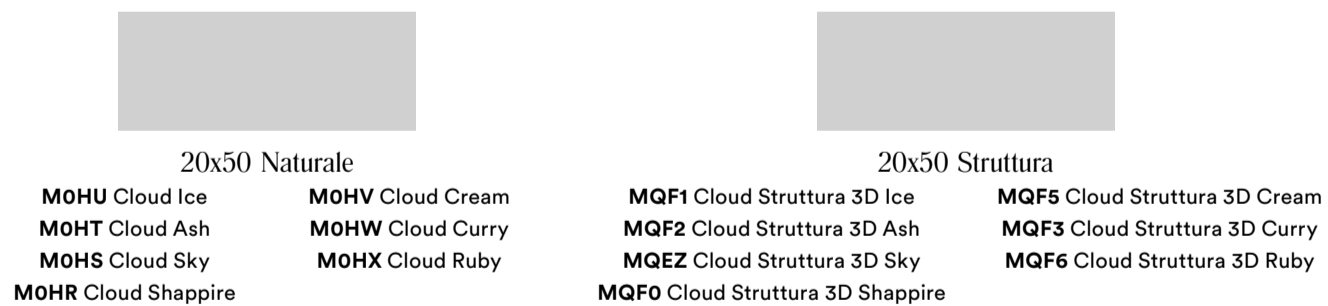 20x50 Naturale
M0HU Cloud Ice
M0HT Cloud Ash
M0HS Cloud Sky
M0HR Cloud Shappire
M0HV Cloud Cream
M0HW Cloud Curry
M0HX Cloud Ruby
20x50 Struttura
MQF1 Cloud Struttura 3D Ice
MQF2 Cloud Struttura 3D Ash
MQEZ Cloud Struttura 3D Sky
MQF0 Cloud Struttura 3D Shappire
MQF5 Cloud Struttura 3D Cream
MQF3 Cloud Struttura 3D Curry
MQF6 Cloud Struttura 3D Ruby